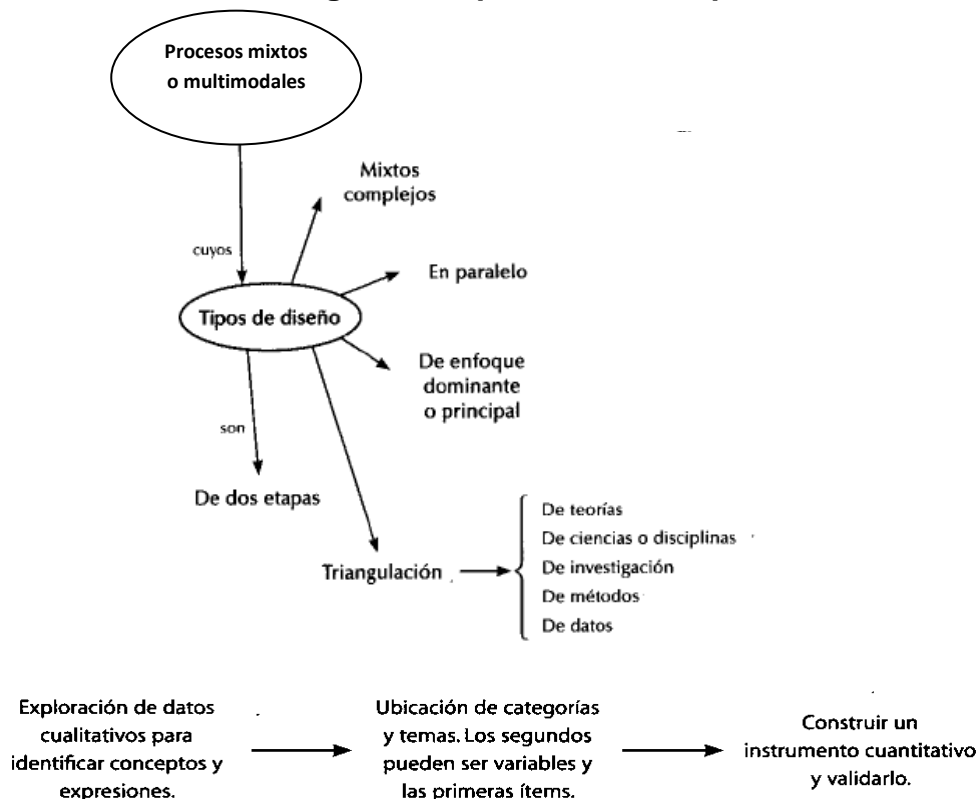 Procesos mixtos
o multimodales
Mixtos
complejos
cuyos
En paralelo
Tipos de diseño
De enfoque
dominante
o principal
son
De dos etapas
Triangulación
De teorías
De ciencias o disciplinas
De investigación
De métodos
De datos
Exploración de datos
cualitativos para
identificar conceptos y
expresiones.
Ubicación de categorías
y temas. Los segundos
pueden ser variables y
las primeras ítems.
Construir un
instrumento cuantitativo
y validarlo.